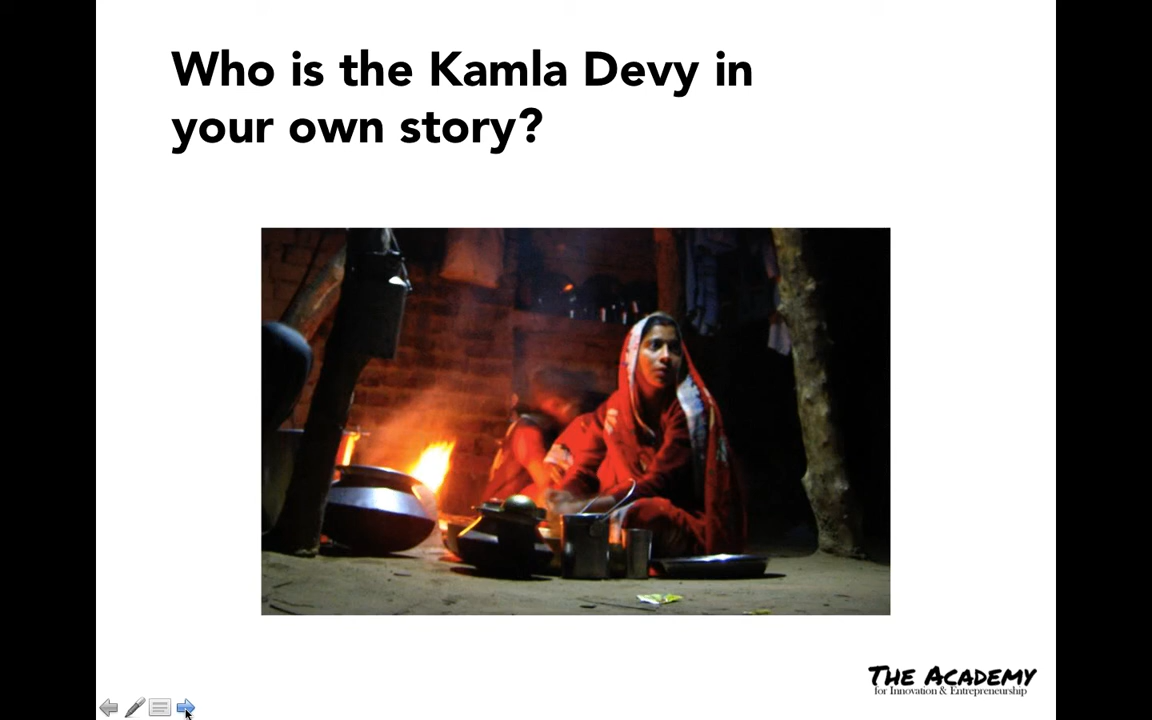 Who is the Kamla Devy in
your own story?
THE ACADEMY
for Innovation & Entrepreneurship